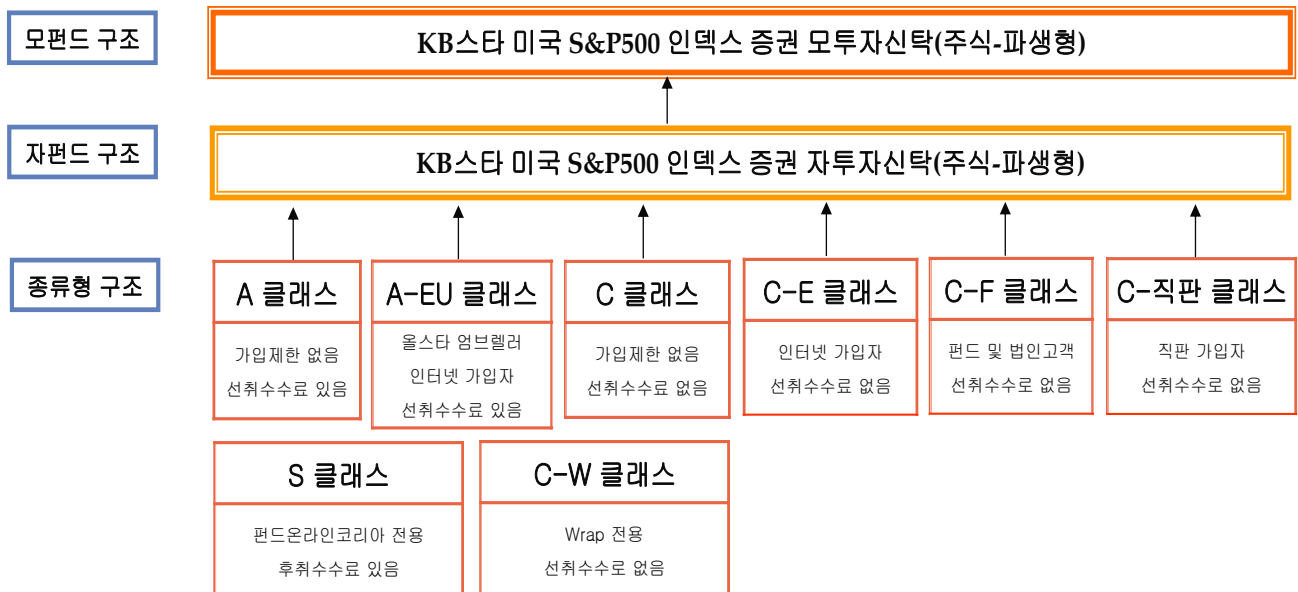 모펀드 구조
KB스타 미국 S&P500 인덱스 증권 모투자신탁(주식-파생형)
자펀드 구조
KB스타 미국 S&P500 인덱스 증권 자투자신탁(주식-파생형)
종류형 구조
A 클래스
가입제한 없음
선취수수료 있음
A-EU 클래스
올스타 엄브렐러
인터넷 가입자
선취수수료 있음
C 클래스
가입제한 없음
선취수수료 없음
C-E 클래스
인터넷 가입자
선취수수료 없음
C-F 클래스
펀드 및 법인고객
선취수수로 없음
C-직판 클래스
직판 가입자
선취수수로 없음
S 클래스
펀드온라인코리아 전용
후취수수료 있음
C-W 클래스
Wrap 전용
선취수수로 없음